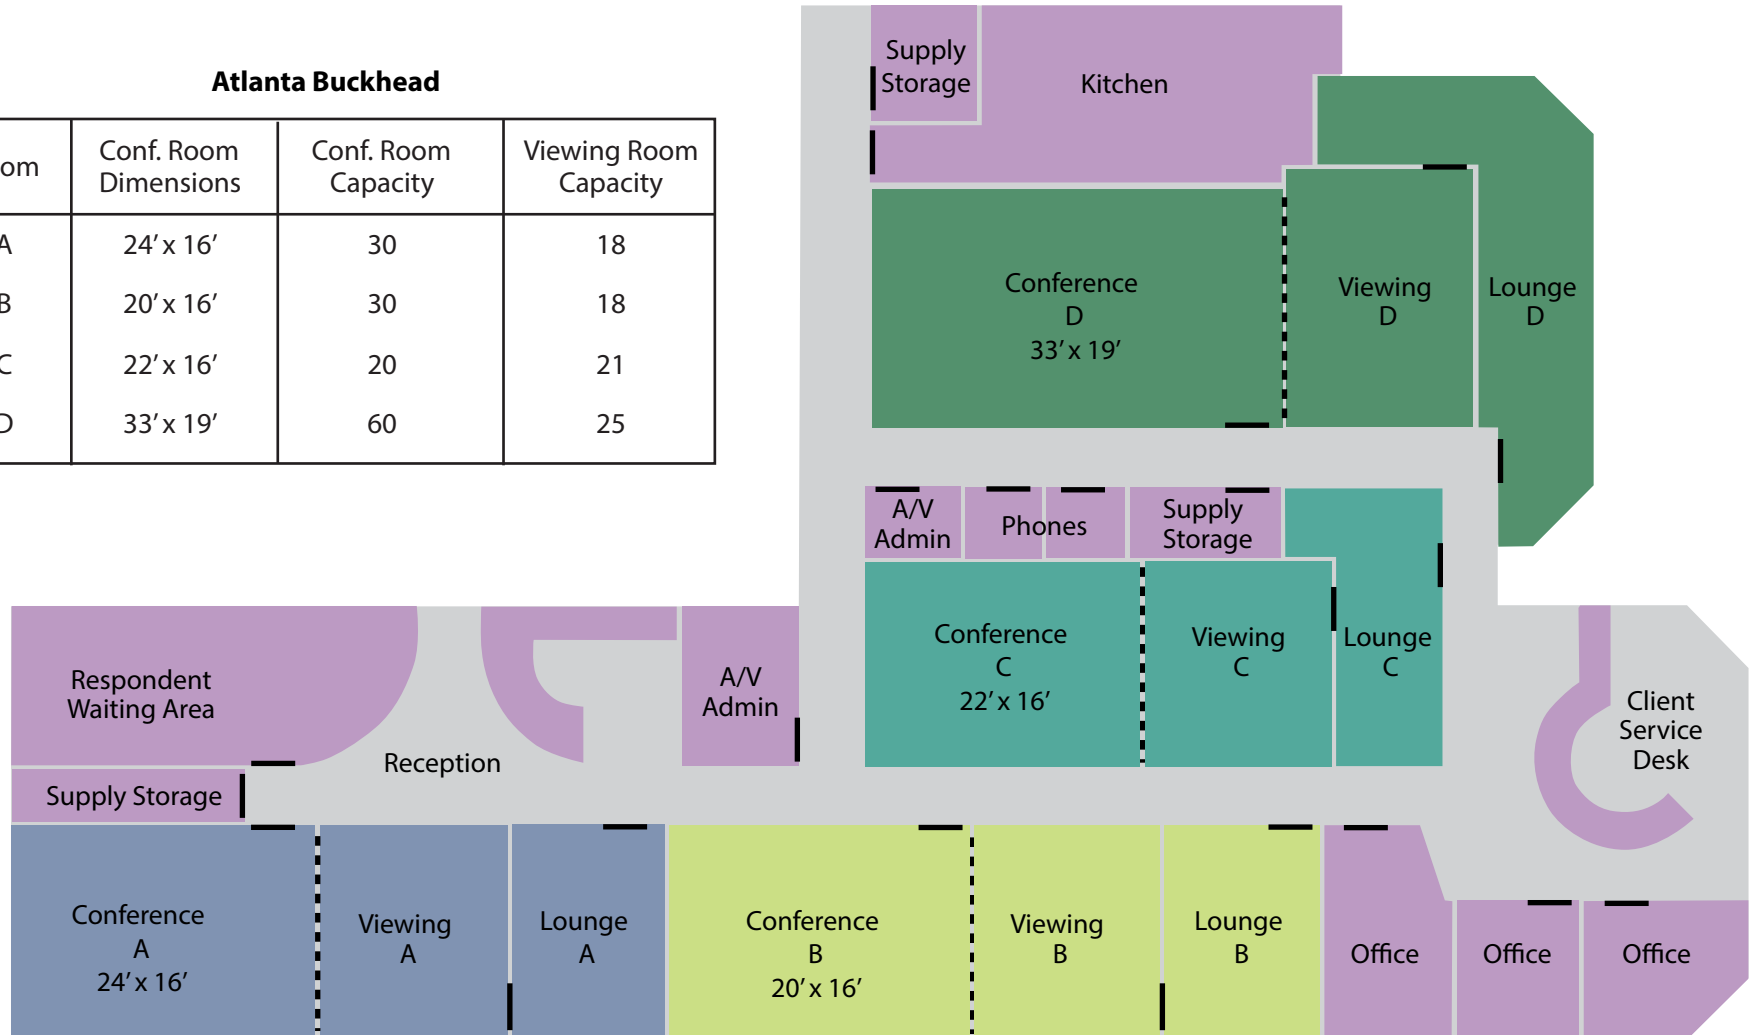 Atlanta Buckhead
om
Conf. Room
Dimensions
Conf. Room
Capacity
Viewing Room
Capacity
A
24’ x 16’
30
18
B
20’ x 16’
30
18
C
22’ x 16’
20
21
D
33’ x 19’
60
25
Supply
Storage
Kitchen
Conference
D
33’ x 19’
Viewing
D
Lounge
D
A/V
Admin
Phones
Supply
Storage
Conference
C
22’ x 16’
Viewing
C
Lounge
C
Respondent
Waiting Area
Supply Storage
Reception
A/V
Admin
Client
Service
Desk
Conference
A
24’ x 16’
Viewing
A
Lounge
A
Conference
B
20’ x 16’
Viewing
B
Lounge
B
Office
Office
Office